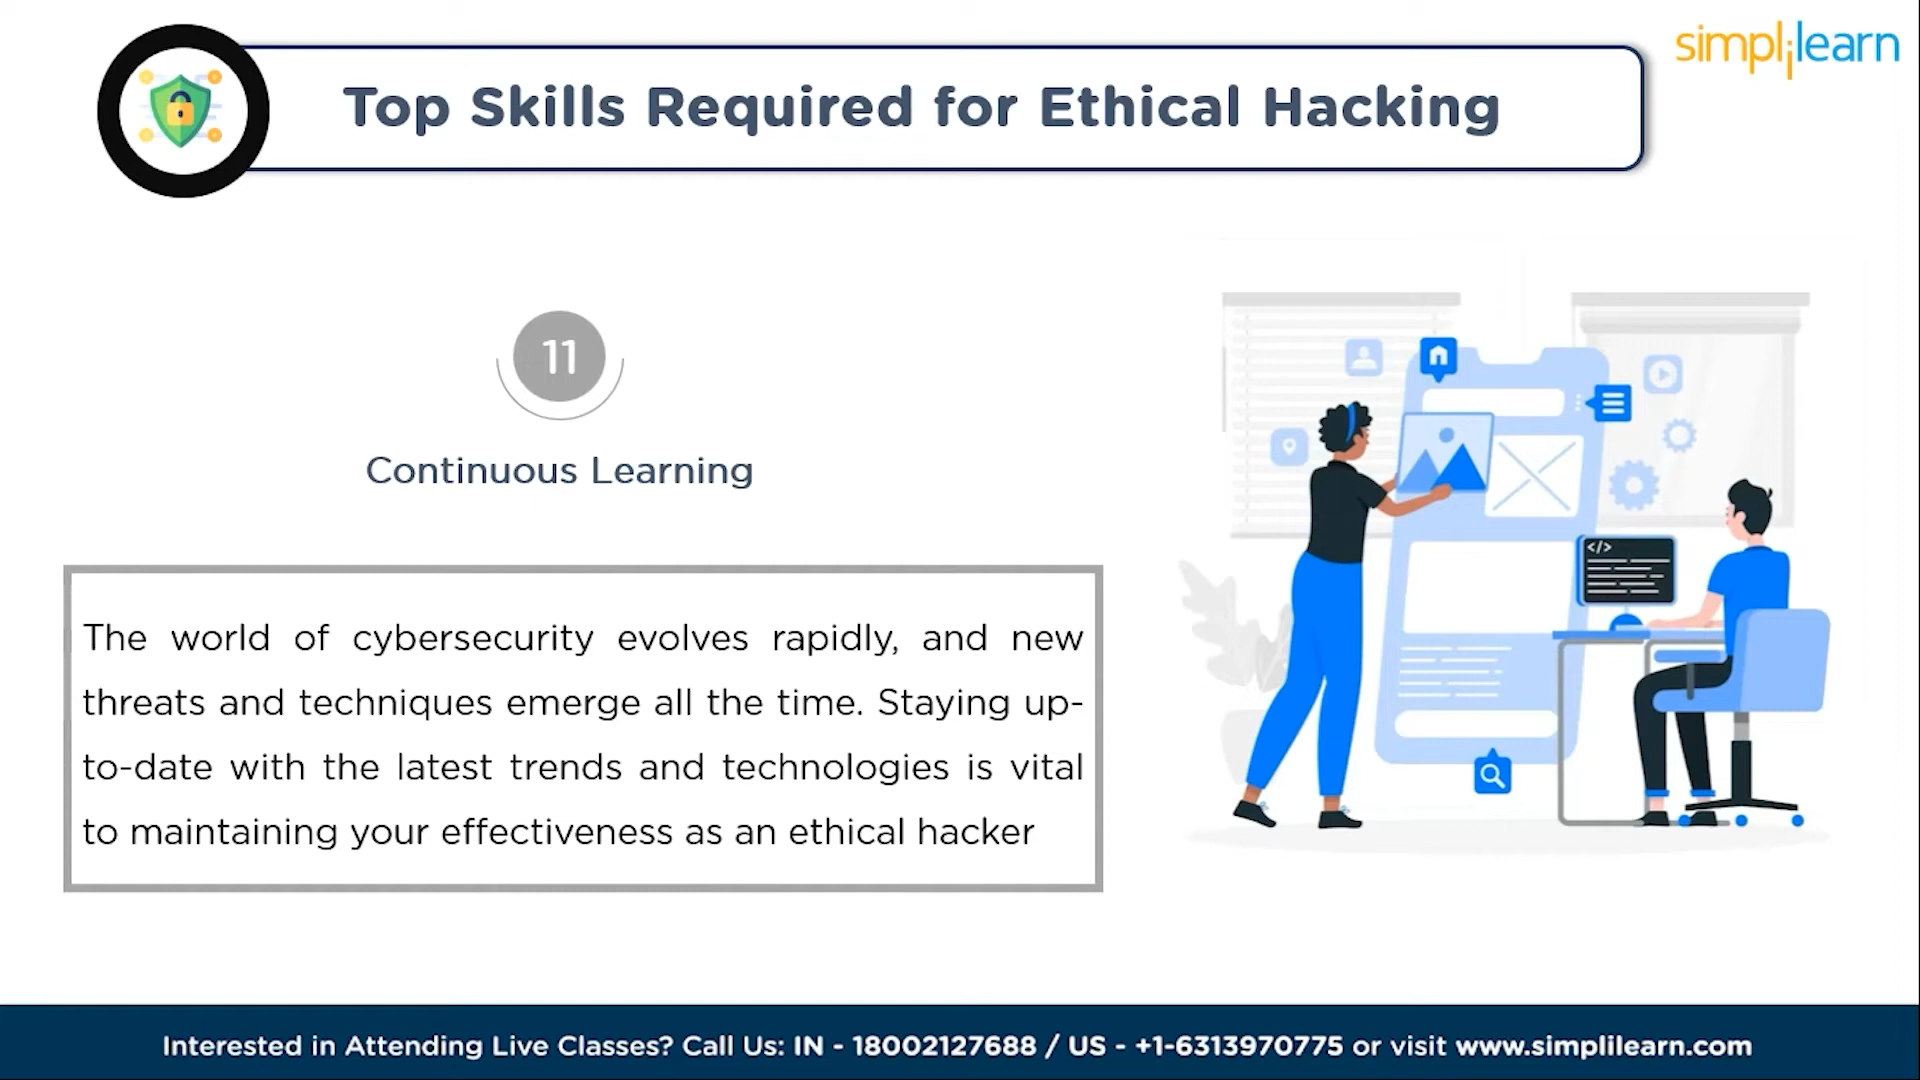 simplilearn
Top Skills Required for Ethical Hacking
11
Continuous Learning
The world of cybersecurity evolves rapidly, and new
threats and techniques emerge all the time. Staying up-
to-date with the latest trends and technologies is vital
to maintaining your effectiveness as an ethical hacker
</>
Interested in Attending Live Classes? Call Us: IN - 18002127688 / US - +1-6313970775 or visit www.simplilearn.com